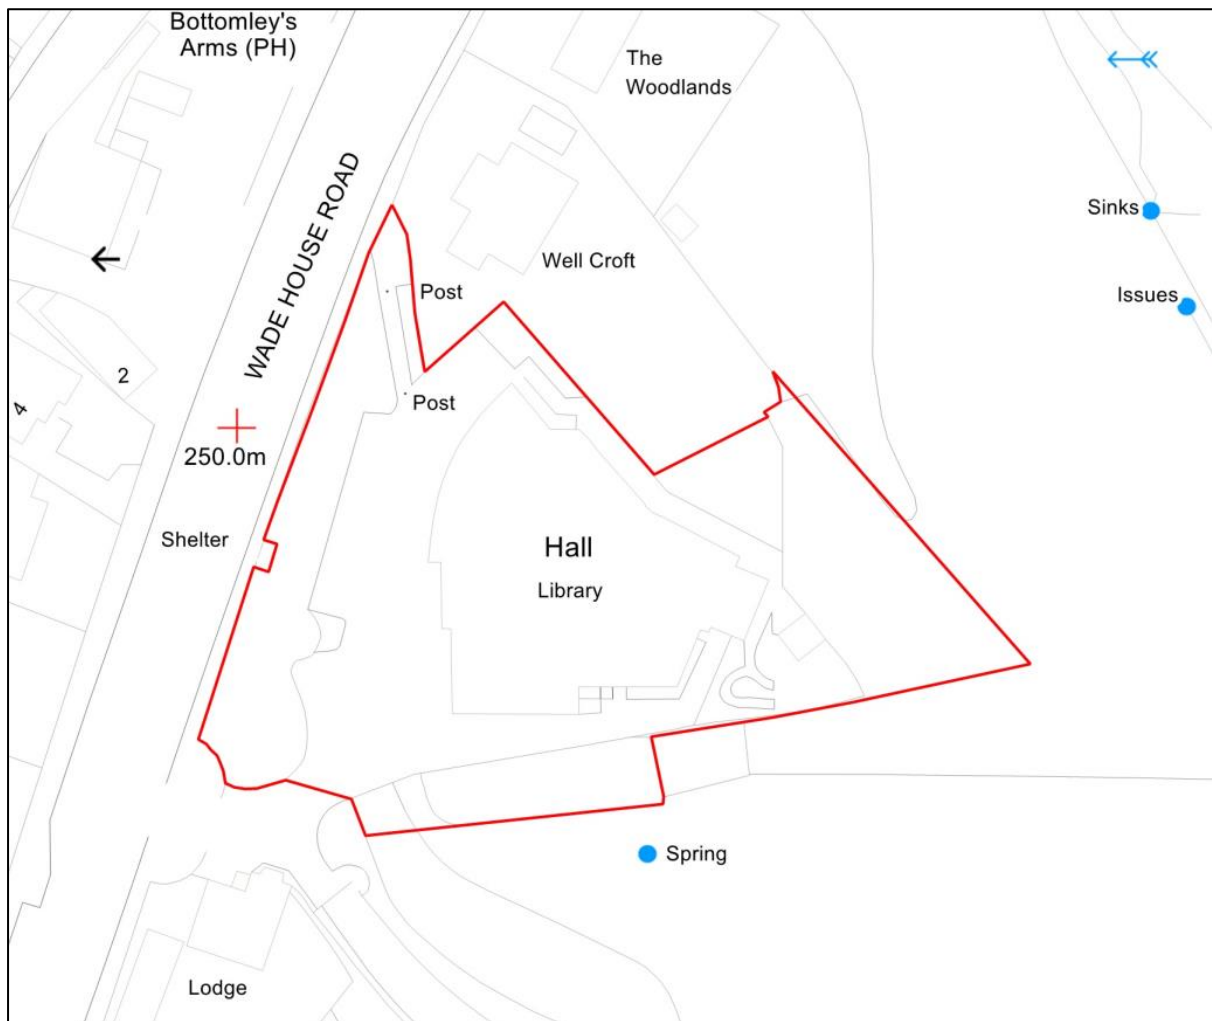 Bottomley's
Arms (PH)
The
Woodlands
Sinks
WADE HOUSE ROAD
Well Croft
Post
Issues
2
Post
4
250.0m
Shelter
Hall
Library
Spring
Lodge